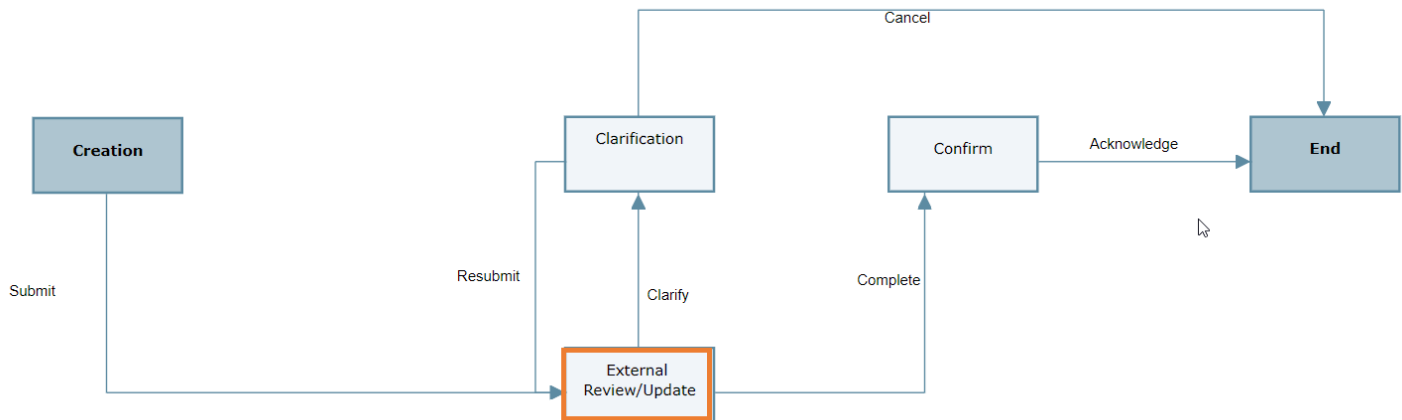 Cancel
Creation
Clarification
Confirm
Acknowledge
End
Submit
Resubmit
Clarify
Complete
External
Review/Update